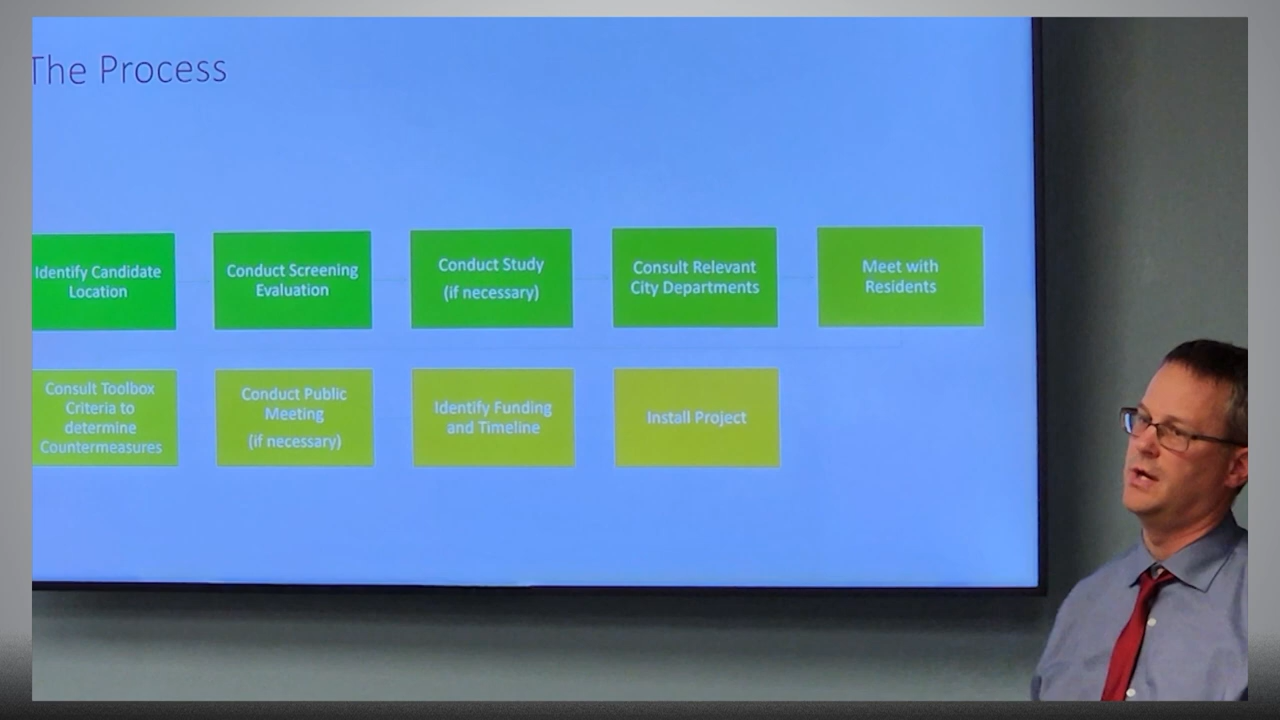 The Process
Identify Candidate
Location
Conduct Screening
Evaluation
Conduct Study
(if necessary)
Consult Relevant
City Departments
Meet with
Residents
Consult Toolbox
Criteria to
determine
Countermeasures
Conduct Public
Meeting
(if necessary)
Identify Funding
and Timeline
Install Project